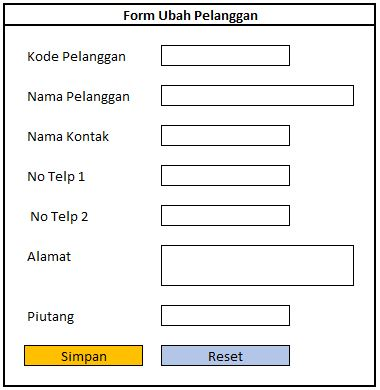 Form Ubah Pelanggan
Kode Pelanggan
Nama Pelanggan
Nama Kontak
No Telp 1
No Telp 2
Alamat
Piutang
Simpan Reset